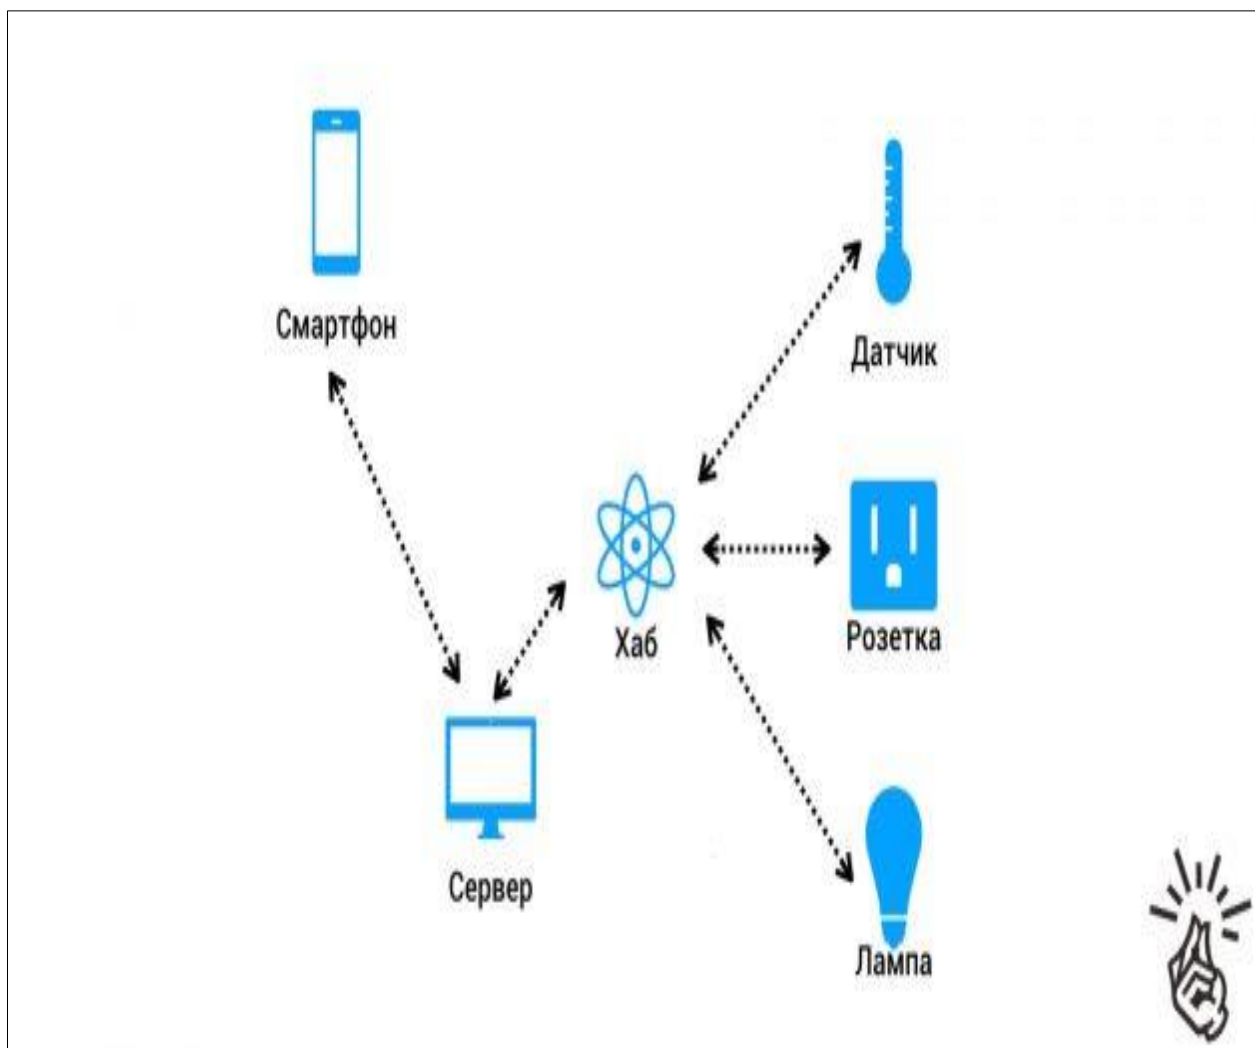 Смартфон
Датчик
Хаб
Розетка
Сервер
Лампа